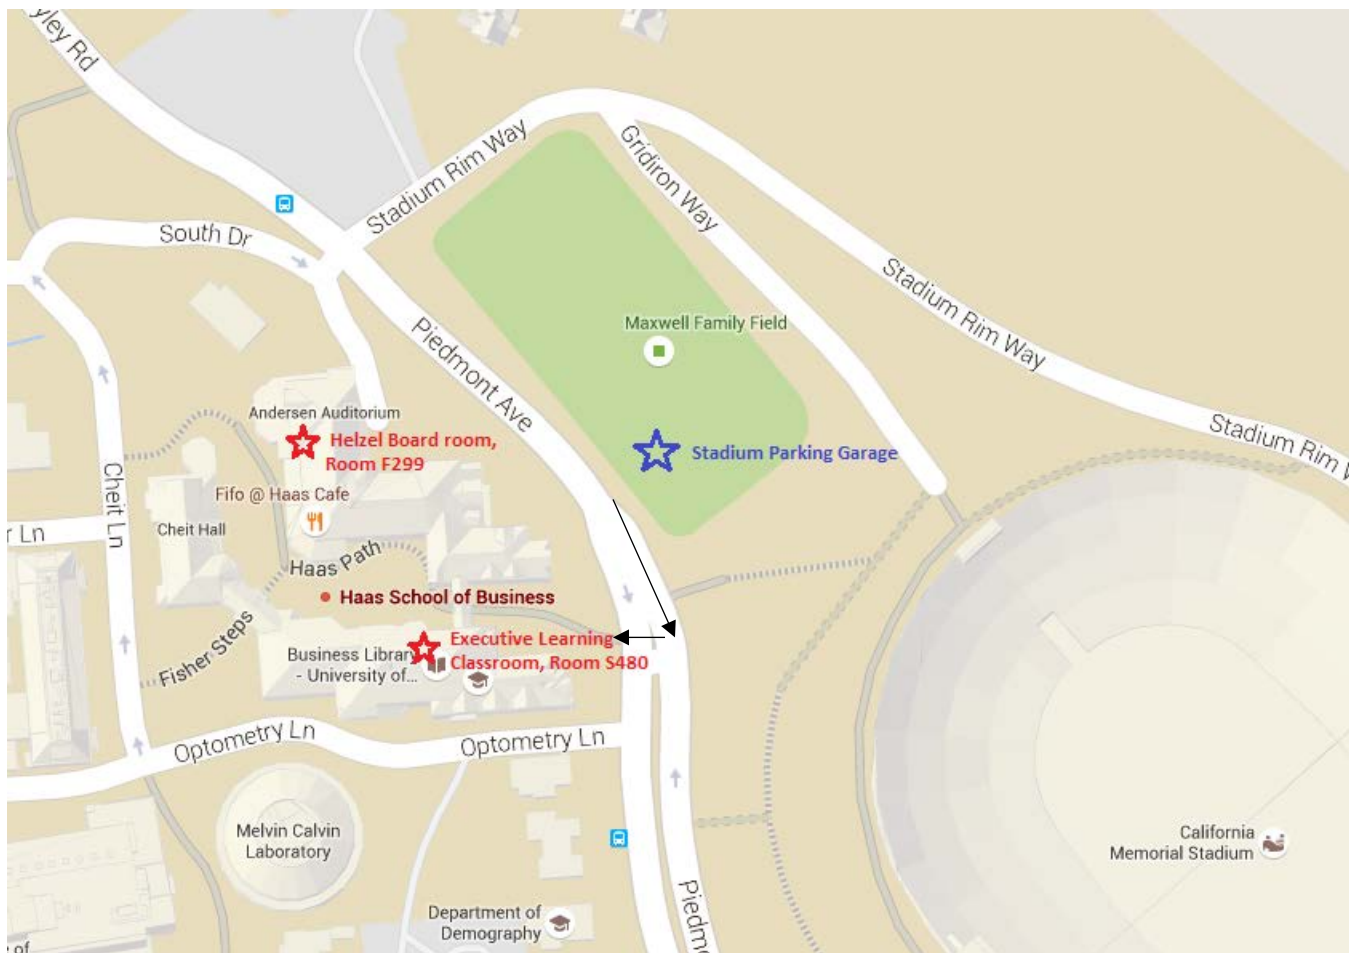 yley Rd
Stadium Rim Way
Gridiron Way
South Dr
Stadium Rim Way
Maxwell Family Field
Piedmont Ave
Andersen Auditorium
Helzel Board room,
Room F299
Stadium Parking Garage
Stadium Rim W
Fifo @ Haas Cafe
Cheit Ln
Cheit Hall
r Ln
Haas Path
Haas School of Business
Fisher Steps
Executive Learning
Classroom, Room S480
Business Library
- University of...
Optometry Ln
Optometry Ln
Melvin Calvin
Laboratory
California
Memorial Stadium
Piedm
Department of
Demography
of